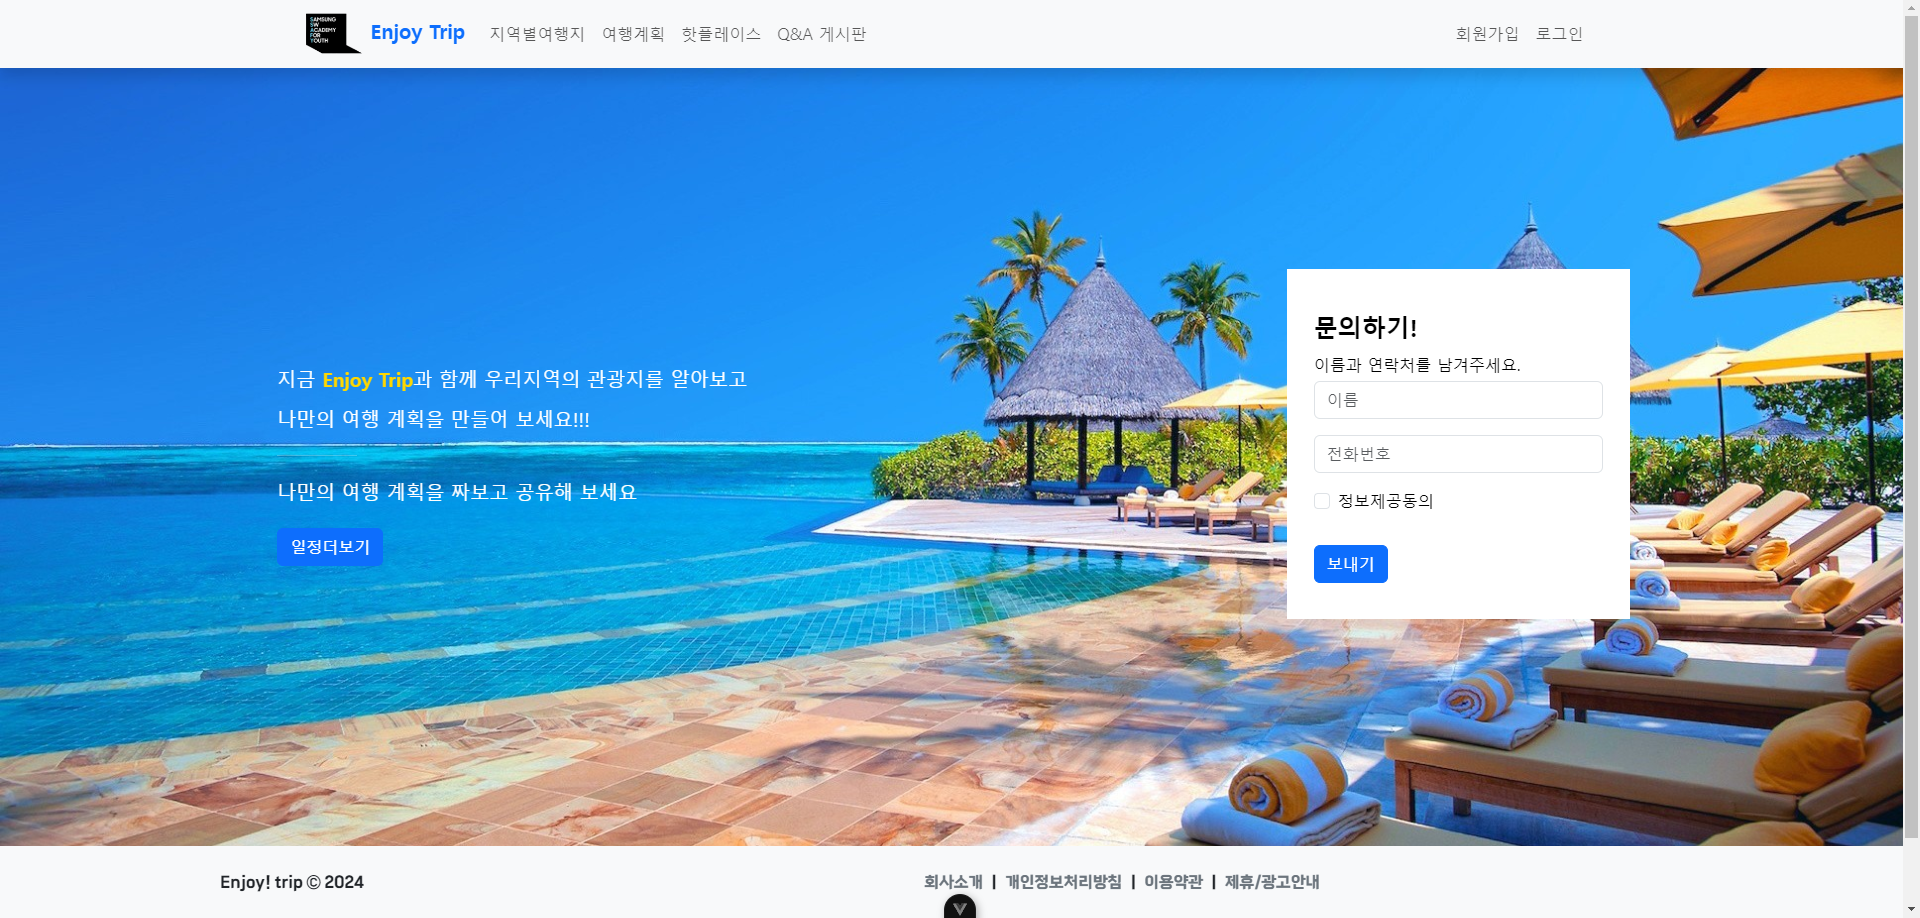 SAMSUNG
SW
ACADEMY
FOR
YOUTH
Enjoy Trip
지역별여행지
여행계획
핫플레이스
Q&A 게시판
회원가입
로그인
지금 Enjoy Trip과 함께 우리지역의 관광지를 알아보고
나만의 여행 계획을 만들어 보세요!!!
나만의 여행 계획을 짜보고 공유해 보세요
일정더보기
문의하기!
이름과 연락처를 남겨주세요.
이름
전화번호
정보제공동의
보내기
Enjoy! trip © 2024
회사소개 | 개인정보처리방침 | 이용약관 | 제휴/광고안내